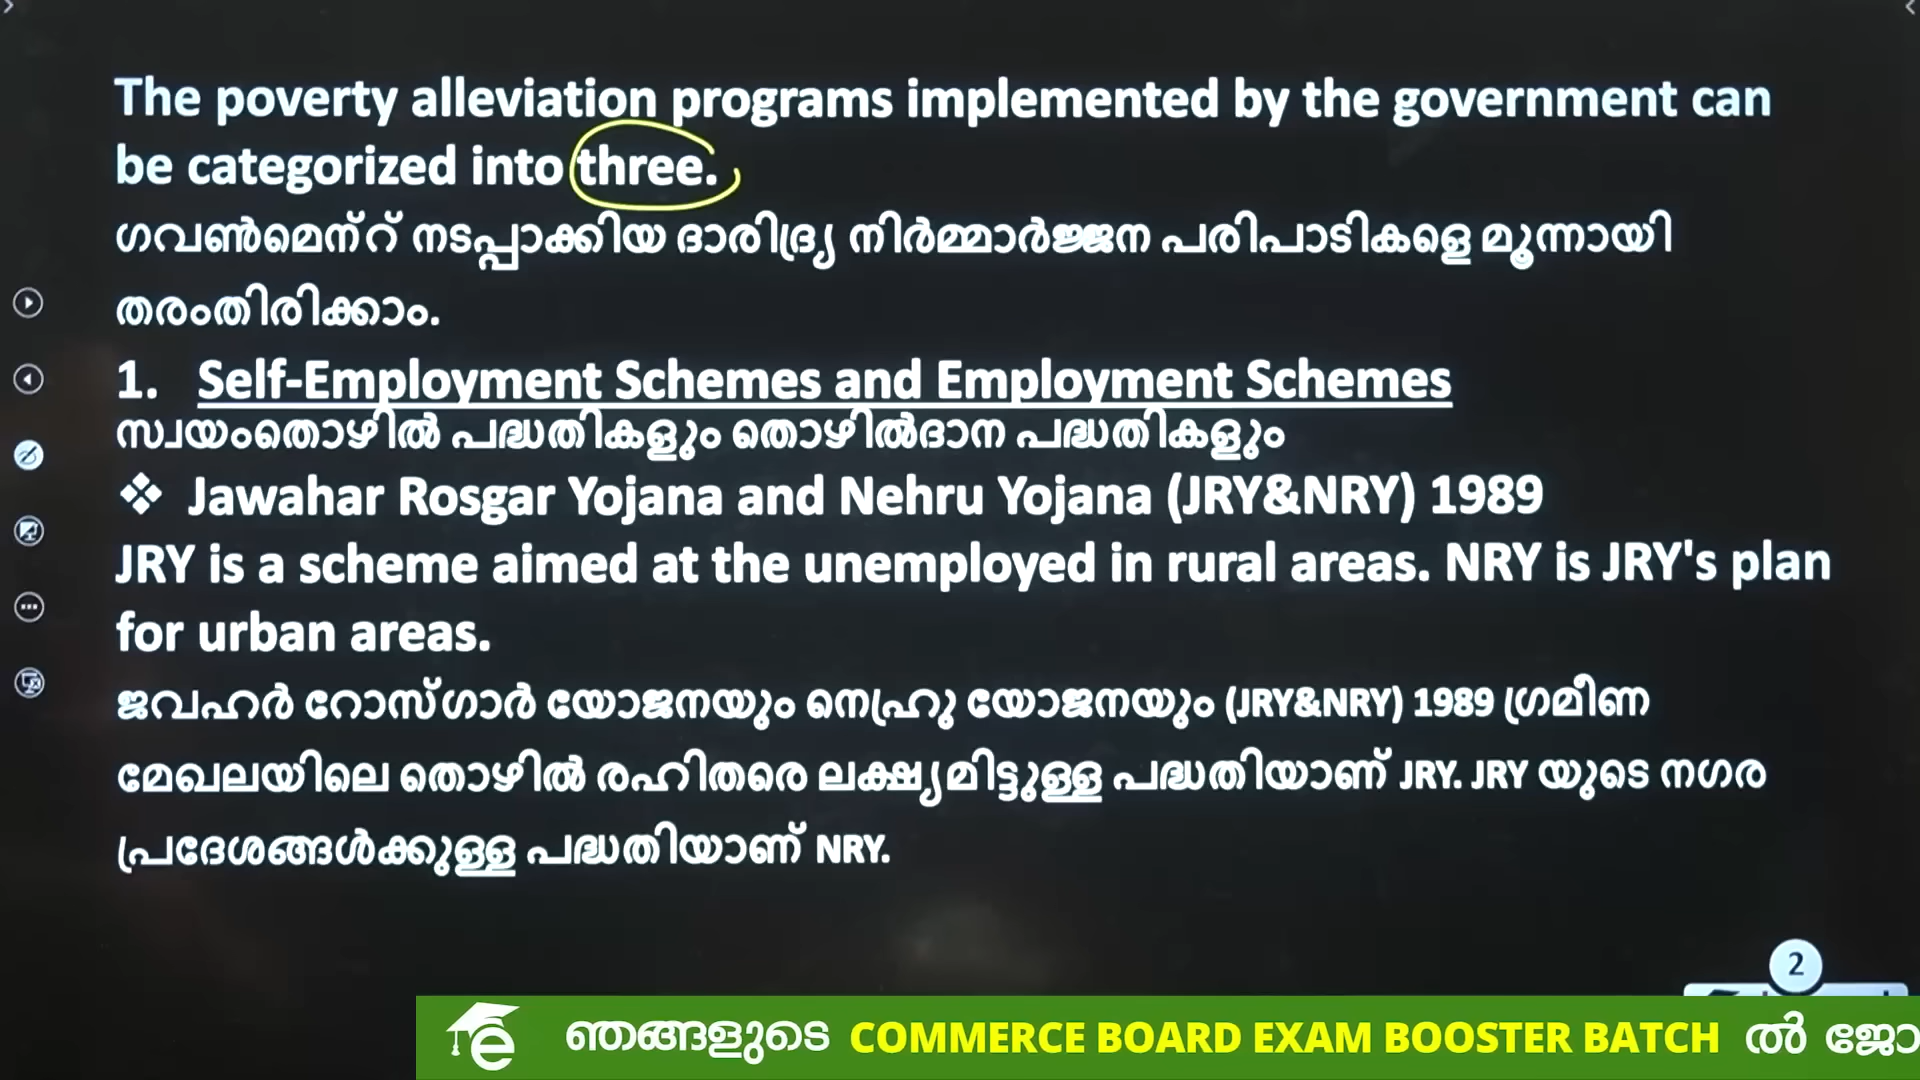 The poverty alleviation programs implemented by the government can
be categorized into three.
ഗവൺമെന്റ് നടപ്പാക്കിയ ദാരിദ്ര്യ നിർമ്മാർജ്ജന പരിപാടികളെ മൂന്നായി
തരംതിരിക്കാം.
1. Self-Employment Schemes and Employment Schemes
സ്വയംതൊഴിൽ പദ്ധതികളും തൊഴിൽദാന പദ്ധതികളും
❖ Jawahar Rosgar Yojana and Nehru Yojana (JRY&NRY) 1989
JRY is a scheme aimed at the unemployed in rural areas. NRY is JRY's plan
for urban areas.
ജവഹർ റോസ്ഗാർ യോജനയും നെഹ്രു യോജനയും (JRY&NRY) 1989 ഗ്രമീണ
മേഖലയിലെ തൊഴിൽ രഹിതരെ ലക്ഷ്യമിട്ടുള്ള പദ്ധതിയാണ് JRY. JRY യുടെ നഗര
പ്രദേശങ്ങൾക്കുള്ള പദ്ധതിയാണ് NRY.
2
ഞങ്ങളുടെ COMMERCE BOARD EXAM BOOSTER BATCH ൽ ജോ